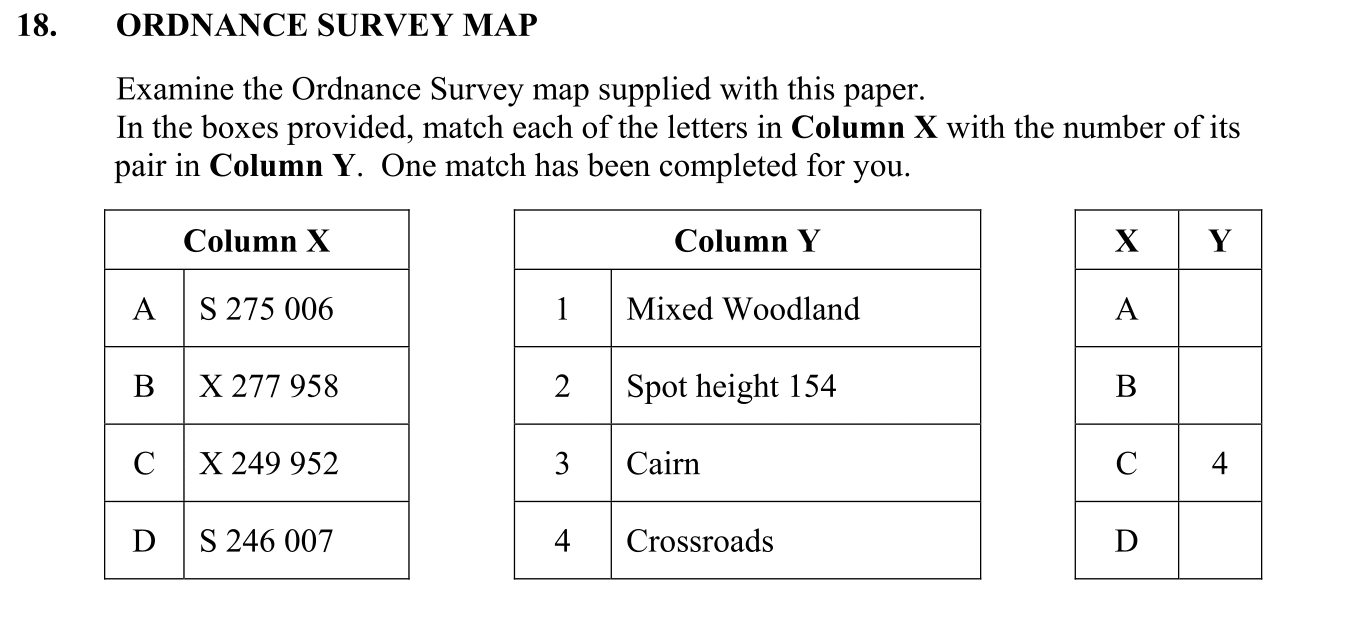 18. ORDNANCE SURVEY MAP
Examine the Ordnance Survey map supplied with this paper.
In the boxes provided, match each of the letters in Column X with the number of its
pair in Column Y. One match has been completed for you.
Column X
A S 275 006
B X 277 958
C X 249 952
D S 246 007
Column Y
1 Mixed Woodland
2 Spot height 154
3 Cairn
4 Crossroads
X Y
A
B
C 4
D